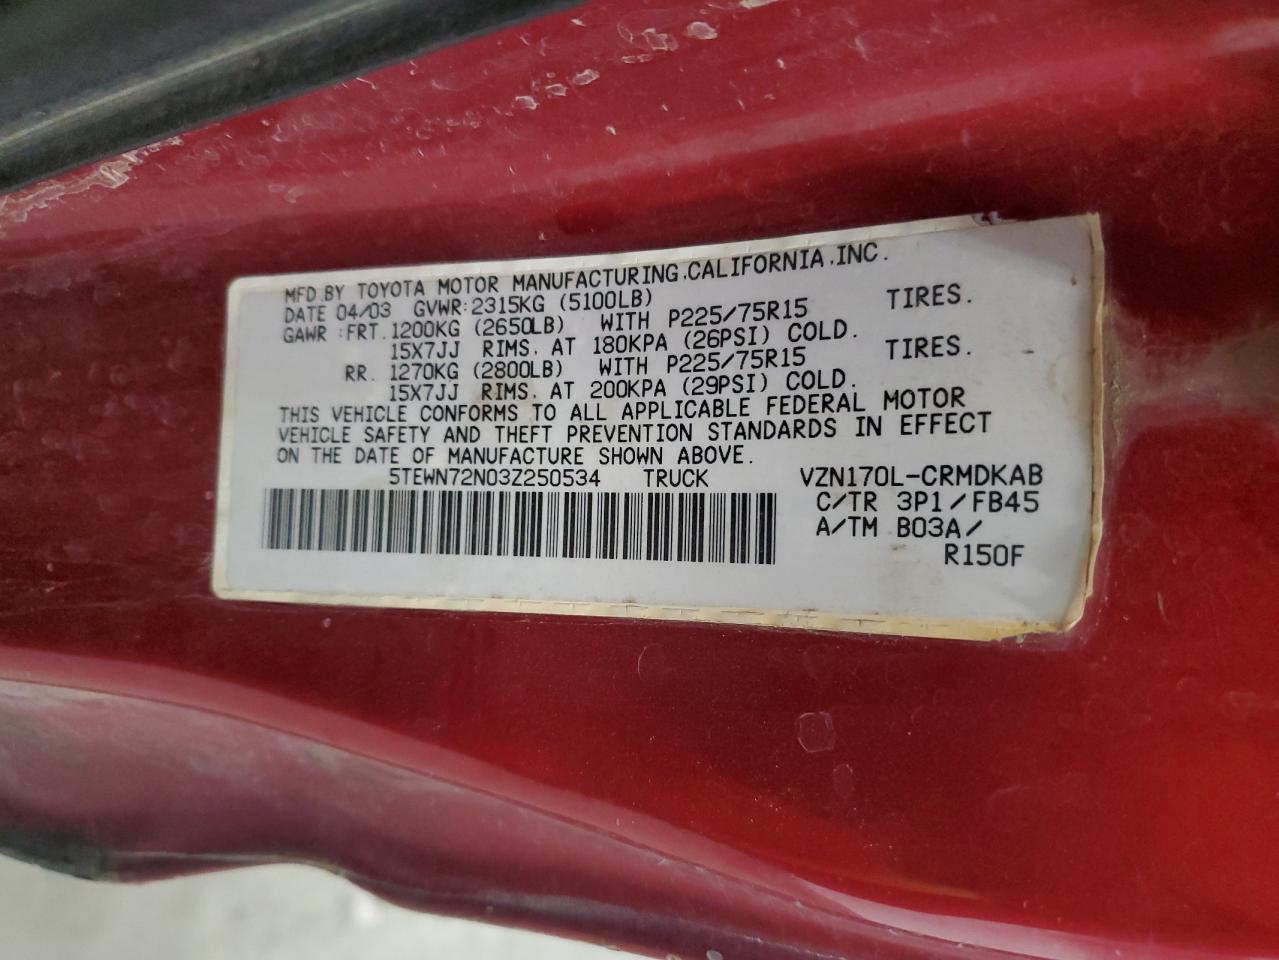 MFD.BY TOYOTA MOTOR MANUFACTURING.CALIFORNIA.INC.
DATE 04/03 GVWR:2315KG (5100LB)
GAWR:FRT. 1200KG (2650LB) WITH P225/75R15 TIRES.
15X7JJ RIMS. AT 180KPA (26PSI) COLD.
RR. 1270KG (2800LB) WITH P225/75R15 TIRES.
15X7JJ RIMS. AT 200KPA (29PSI) COLD.
THIS VEHICLE CONFORMS TO ALL APPLICABLE FEDERAL MOTOR
VEHICLE SAFETY AND THEFT PREVENTION STANDARDS IN EFFECT
ON THE DATE OF MANUFACTURE SHOWN ABOVE.
5TEWN72N03Z250534 TRUCK VZN170L-CRMDKAB
C/TR 3P1/FB45
A/TM B03A/
R150F